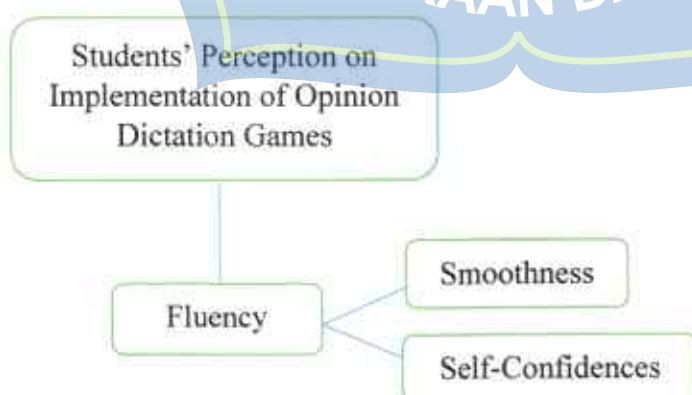 Students' Perception on
Implementation of Opinion
Dictation Games
Smoothness
Fluency
Self-Confidences